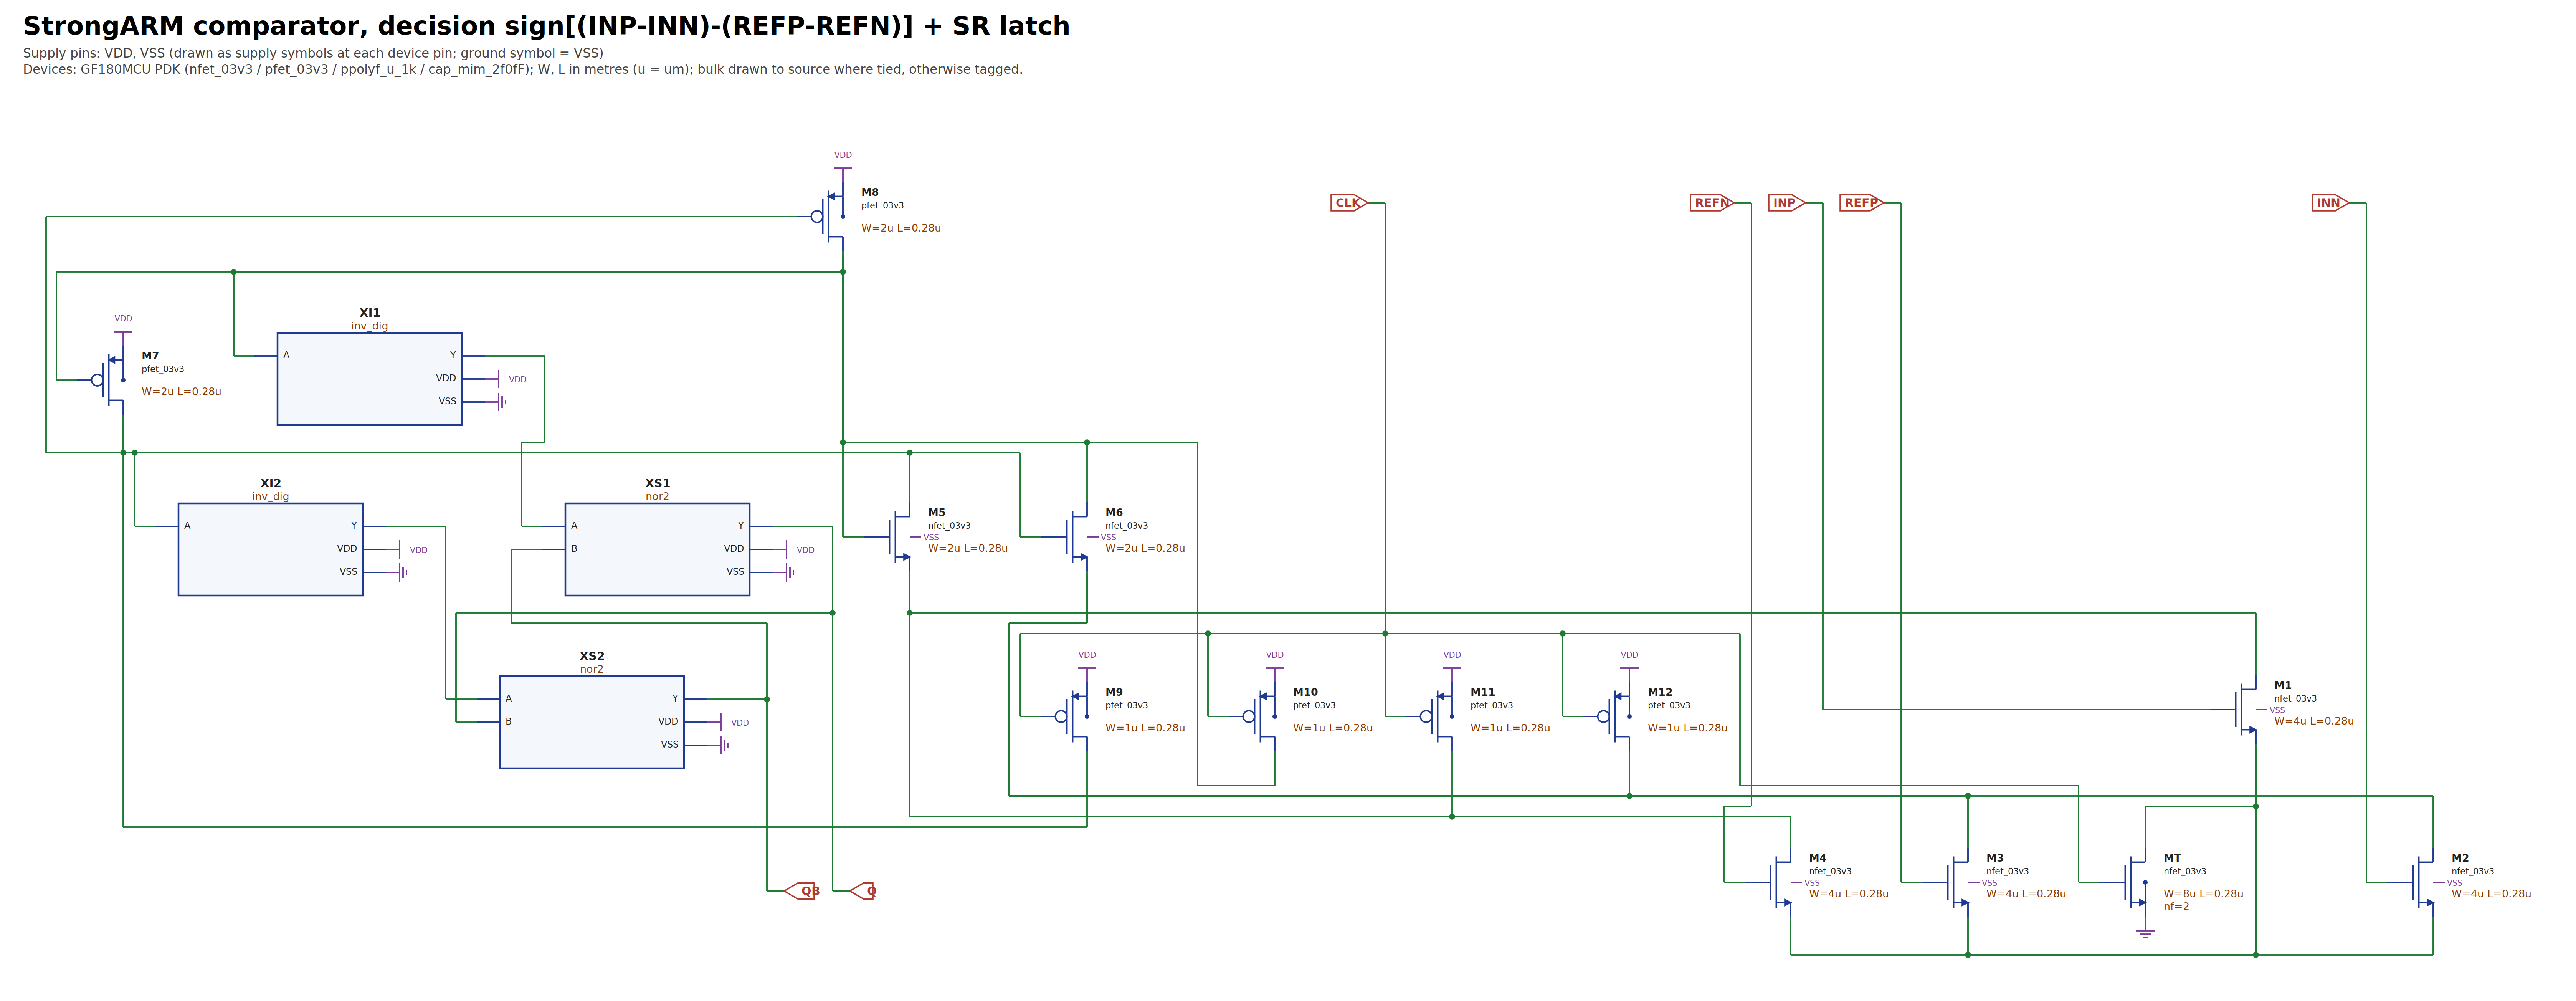 StrongARM comparator, decision sign[(INP-INN)-(REFP-REFN)] + SR latch
Supply pins: VDD, VSS (drawn as supply symbols at each device pin; ground symbol = VSS)
Devices: GF180MCU PDK (nfet_03v3 / pfet_03v3 / ppolyf_u_1k / cap_mim_2f0fF); W, L in metres (u = um); bulk drawn to source where tied, otherwise tagged.
VDD
M8
pfet_03v3
W=2u L=0.28u
CLK
REFN
INP
REFP
INN
VDD
M7
pfet_03v3
W=2u L=0.28u
XI1
inv_dig
A
Y
VDD
VSS
VDD
XI2
inv_dig
A
Y
VDD
VSS
VDD
XS1
nor2
A
B
Y
VDD
VSS
VDD
M5
nfet_03v3
VSS
W=2u L=0.28u
M6
nfet_03v3
VSS
W=2u L=0.28u
XS2
nor2
A
B
Y
VDD
VSS
VDD
VDD
M9
pfet_03v3
W=1u L=0.28u
VDD
M10
pfet_03v3
W=1u L=0.28u
VDD
M11
pfet_03v3
W=1u L=0.28u
VDD
M12
pfet_03v3
W=1u L=0.28u
M1
nfet_03v3
VSS
W=4u L=0.28u
QB
Q
M4
nfet_03v3
VSS
W=4u L=0.28u
M3
nfet_03v3
VSS
W=4u L=0.28u
MT
nfet_03v3
W=8u L=0.28u
nf=2
M2
nfet_03v3
VSS
W=4u L=0.28u